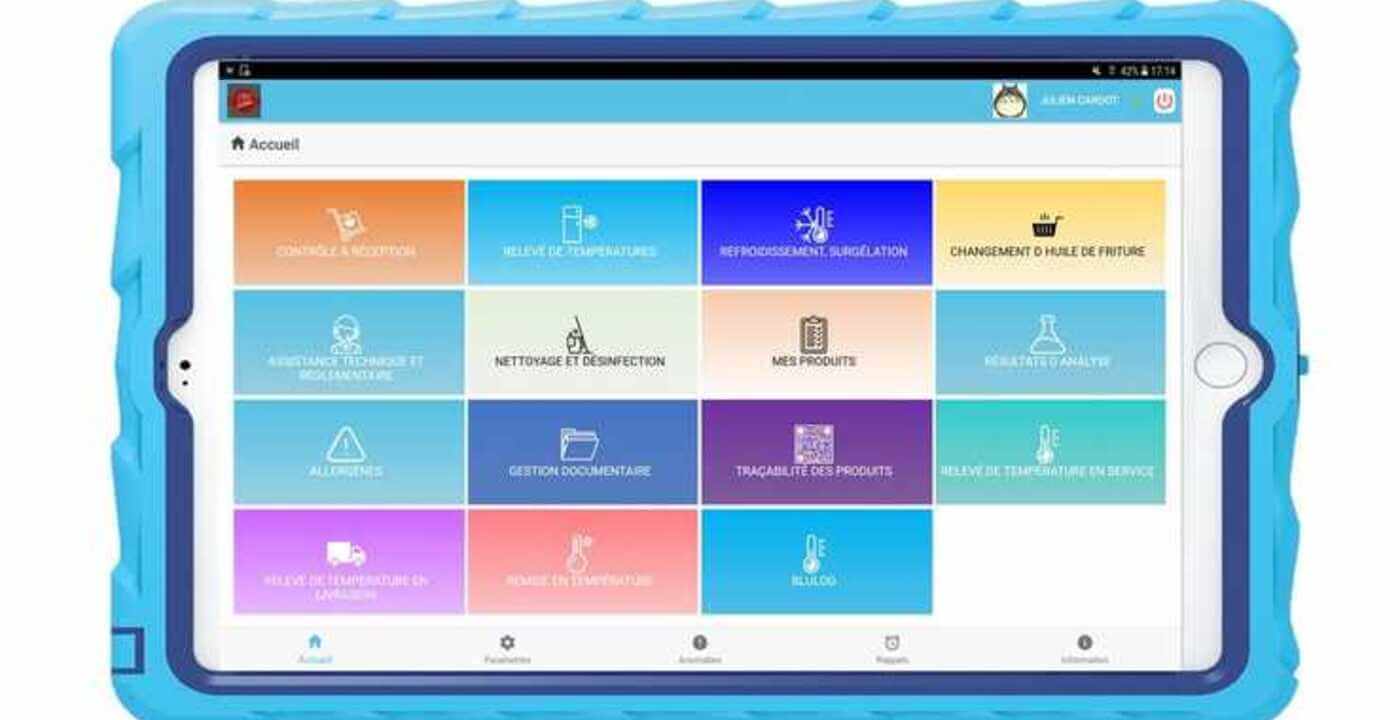 42% 17:14
JULIEN CARDOT
Accueil
CONTRÔLE À RÉCEPTION
RELEVÉ DE TEMPÉRATURES
REFROIDISSEMENT, SURGÉLATION
CHANGEMENT D HUILE DE FRITURE
ASSISTANCE TECHNIQUE ET
RÉGLEMENTAIRE
NETTOYAGE ET DÉSINFECTION
MES PRODUITS
RÉSULTATS D'ANALYSE
ALLERGÈNES
GESTION DOCUMENTAIRE
TRAÇABILITÉ DES PRODUITS
RELEVÉ DE TEMPÉRATURE EN SERVICE
RELEVÉ DE TEMPÉRATURE EN
LIVRAISON
REMISE EN TEMPÉRATURE
BLULOG
Accueil
Paramètres
Anomalies
Rappels
Information